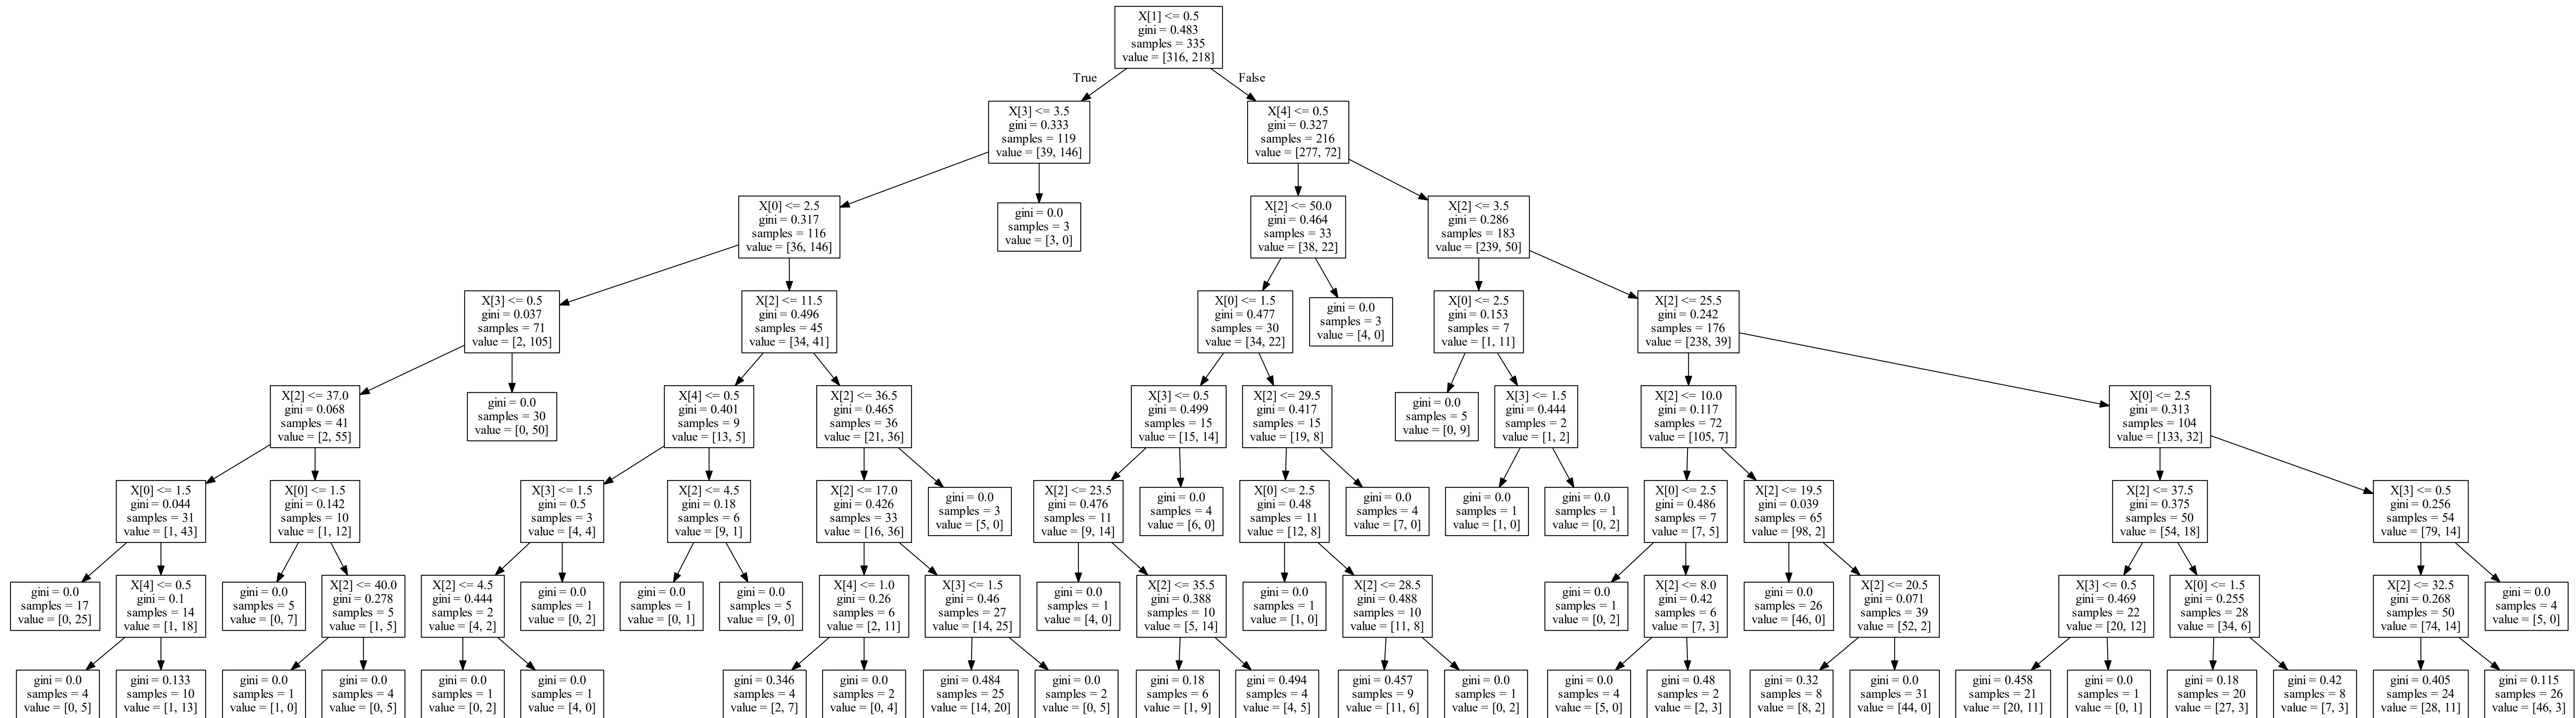 X[1] <= 0.5
gini = 0.483
samples = 335
value = [316, 218]
True
False
X[3] <= 3.5
gini = 0.333
samples = 119
value = [39, 146]
X[4] <= 0.5
gini = 0.327
samples = 216
value = [277, 72]
X[0] <= 2.5
gini = 0.317
samples = 116
value = [36, 146]
gini = 0.0
samples = 3
value = [3, 0]
X[2] <= 50.0
gini = 0.464
samples = 33
value = [38, 22]
X[2] <= 3.5
gini = 0.286
samples = 183
value = [239, 50]
X[3] <= 0.5
gini = 0.037
samples = 71
value = [2, 105]
X[2] <= 11.5
gini = 0.496
samples = 45
value = [34, 41]
X[0] <= 1.5
gini = 0.477
samples = 30
value = [34, 22]
gini = 0.0
samples = 3
value = [4, 0]
X[0] <= 2.5
gini = 0.153
samples = 7
value = [1, 11]
X[2] <= 25.5
gini = 0.242
samples = 176
value = [238, 39]
X[2] <= 37.0
gini = 0.068
samples = 41
value = [2, 55]
gini = 0.0
samples = 30
value = [0, 50]
X[4] <= 0.5
gini = 0.401
samples = 9
value = [13, 5]
X[2] <= 36.5
gini = 0.465
samples = 36
value = [21, 36]
X[3] <= 0.5
gini = 0.499
samples = 15
value = [15, 14]
X[2] <= 29.5
gini = 0.417
samples = 15
value = [19, 8]
gini = 0.0
samples = 5
value = [0, 9]
X[3] <= 1.5
gini = 0.444
samples = 2
value = [1, 2]
X[2] <= 10.0
gini = 0.117
samples = 72
value = [105, 7]
X[0] <= 2.5
gini = 0.313
samples = 104
value = [133, 32]
X[0] <= 1.5
gini = 0.044
samples = 31
value = [1, 43]
X[0] <= 1.5
gini = 0.142
samples = 10
value = [1, 12]
X[3] <= 1.5
gini = 0.5
samples = 3
value = [4, 4]
X[2] <= 4.5
gini = 0.18
samples = 6
value = [9, 1]
X[2] <= 17.0
gini = 0.426
samples = 33
value = [16, 36]
gini = 0.0
samples = 3
value = [5, 0]
X[2] <= 23.5
gini = 0.476
samples = 11
value = [9, 14]
gini = 0.0
samples = 4
value = [6, 0]
X[0] <= 2.5
gini = 0.48
samples = 11
value = [12, 8]
gini = 0.0
samples = 4
value = [7, 0]
gini = 0.0
samples = 1
value = [1, 0]
gini = 0.0
samples = 1
value = [0, 2]
X[0] <= 2.5
gini = 0.486
samples = 7
value = [7, 5]
X[2] <= 19.5
gini = 0.039
samples = 65
value = [98, 2]
X[2] <= 37.5
gini = 0.375
samples = 50
value = [54, 18]
X[3] <= 0.5
gini = 0.256
samples = 54
value = [79, 14]
gini = 0.0
samples = 17
value = [0, 25]
X[4] <= 0.5
gini = 0.1
samples = 14
value = [1, 18]
gini = 0.0
samples = 5
value = [0, 7]
X[2] <= 40.0
gini = 0.278
samples = 5
value = [1, 5]
X[2] <= 4.5
gini = 0.444
samples = 2
value = [4, 2]
gini = 0.0
samples = 1
value = [0, 2]
gini = 0.0
samples = 1
value = [0, 1]
gini = 0.0
samples = 5
value = [9, 0]
X[4] <= 1.0
gini = 0.26
samples = 6
value = [2, 11]
X[3] <= 1.5
gini = 0.46
samples = 27
value = [14, 25]
gini = 0.0
samples = 1
value = [4, 0]
X[2] <= 35.5
gini = 0.388
samples = 10
value = [5, 14]
gini = 0.0
samples = 1
value = [1, 0]
X[2] <= 28.5
gini = 0.488
samples = 10
value = [11, 8]
gini = 0.0
samples = 1
value = [0, 2]
X[2] <= 8.0
gini = 0.42
samples = 6
value = [7, 3]
gini = 0.0
samples = 26
value = [46, 0]
X[2] <= 20.5
gini = 0.071
samples = 39
value = [52, 2]
X[3] <= 0.5
gini = 0.469
samples = 22
value = [20, 12]
X[0] <= 1.5
gini = 0.255
samples = 28
value = [34, 6]
X[2] <= 32.5
gini = 0.268
samples = 50
value = [74, 14]
gini = 0.0
samples = 4
value = [5, 0]
gini = 0.0
samples = 4
value = [0, 5]
gini = 0.133
samples = 10
value = [1, 13]
gini = 0.0
samples = 1
value = [1, 0]
gini = 0.0
samples = 4
value = [0, 5]
gini = 0.0
samples = 1
value = [0, 2]
gini = 0.0
samples = 1
value = [4, 0]
gini = 0.346
samples = 4
value = [2, 7]
gini = 0.0
samples = 2
value = [0, 4]
gini = 0.484
samples = 25
value = [14, 20]
gini = 0.0
samples = 2
value = [0, 5]
gini = 0.18
samples = 6
value = [1, 9]
gini = 0.494
samples = 4
value = [4, 5]
gini = 0.457
samples = 9
value = [11, 6]
gini = 0.0
samples = 1
value = [0, 2]
gini = 0.0
samples = 4
value = [5, 0]
gini = 0.48
samples = 2
value = [2, 3]
gini = 0.32
samples = 8
value = [8, 2]
gini = 0.0
samples = 31
value = [44, 0]
gini = 0.458
samples = 21
value = [20, 11]
gini = 0.0
samples = 1
value = [0, 1]
gini = 0.18
samples = 20
value = [27, 3]
gini = 0.42
samples = 8
value = [7, 3]
gini = 0.405
samples = 24
value = [28, 11]
gini = 0.115
samples = 26
value = [46, 3]